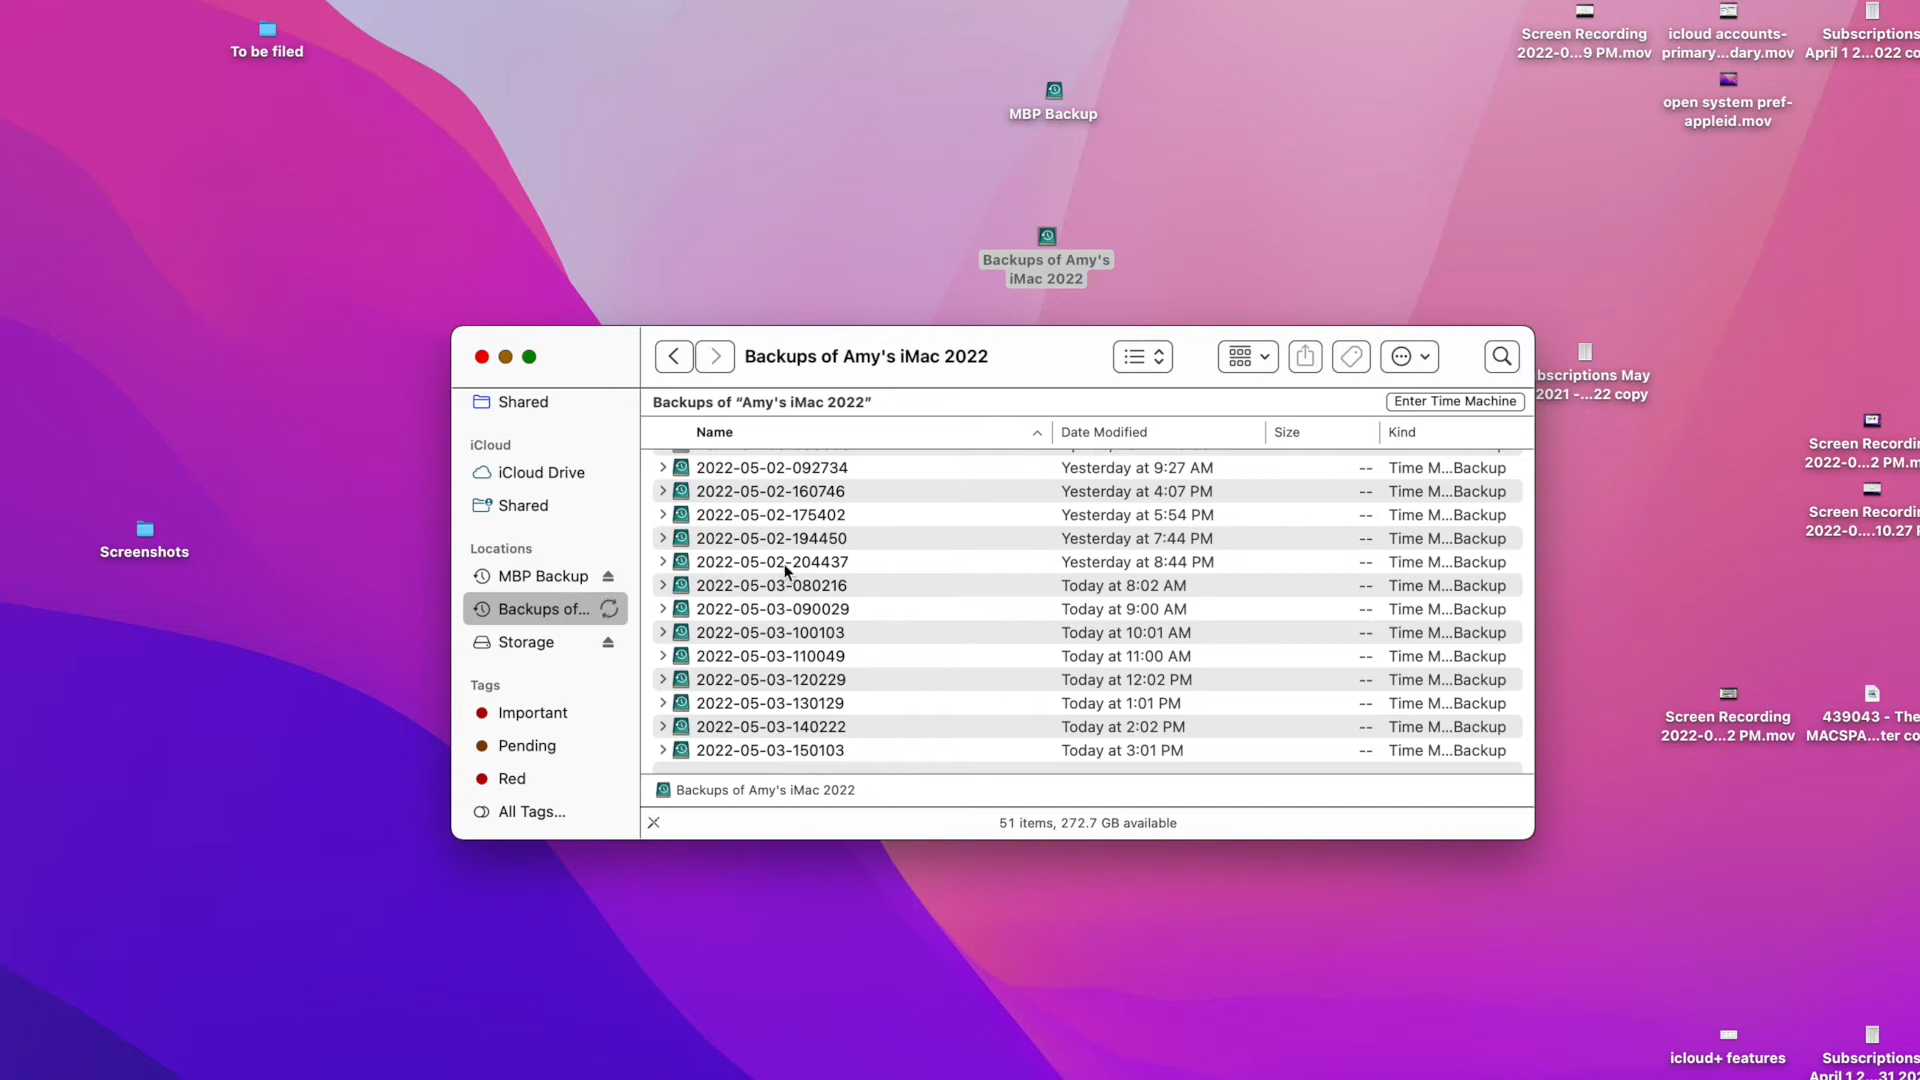 To be filed
MBP Backup
Backups of Amy's
iMac 2022
Screen Recording
2022-0...9 PM.mov
icloud accounts-
primary...dary.mov
Subscriptions
April 1 2...022 co
open system pref-
appleid.mov
bscriptions May
2021 -...22 copy
Screen Recordi
2022-0...2 PM.m
Screen Recordi
2022-0....10.27 P
Screen Recording
2022-0...2 PM.mov
439043 - The
MACSPA...ter co
icloud+ features
Subscriptions
April 1 2...31 202
Screenshots
Backups of Amy's iMac 2022
Shared
iCloud
iCloud Drive
Shared
Locations
MBP Backup
Backups of...
Storage
Tags
Important
Pending
Red
All Tags...
Backups of “Amy's iMac 2022”
Enter Time Machine
Name Date Modified Size Kind
2022-05-02-092734 Yesterday at 9:27 AM -- Time M...Backup
2022-05-02-160746 Yesterday at 4:07 PM -- Time M...Backup
2022-05-02-175402 Yesterday at 5:54 PM -- Time M...Backup
2022-05-02-194450 Yesterday at 7:44 PM -- Time M...Backup
2022-05-02-204437 Yesterday at 8:44 PM -- Time M...Backup
2022-05-03-080216 Today at 8:02 AM -- Time M...Backup
2022-05-03-090029 Today at 9:00 AM -- Time M...Backup
2022-05-03-100103 Today at 10:01 AM -- Time M...Backup
2022-05-03-110049 Today at 11:00 AM -- Time M...Backup
2022-05-03-120229 Today at 12:02 PM -- Time M...Backup
2022-05-03-130129 Today at 1:01 PM -- Time M...Backup
2022-05-03-140222 Today at 2:02 PM -- Time M...Backup
2022-05-03-150103 Today at 3:01 PM -- Time M...Backup
Backups of Amy's iMac 2022
51 items, 272.7 GB available